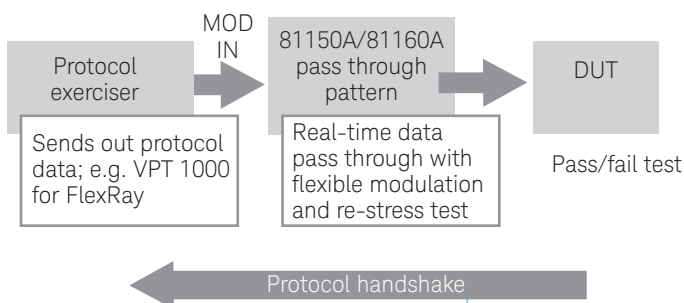 MOD
IN
Protocol
exerciser
81150A/81160A
pass through
pattern
DUT
Sends out protocol
data; e.g. VPT 1000
for FlexRay
Real-time data
pass through with
flexible modulation
and re-stress test
Pass/fail test
Protocol handshake